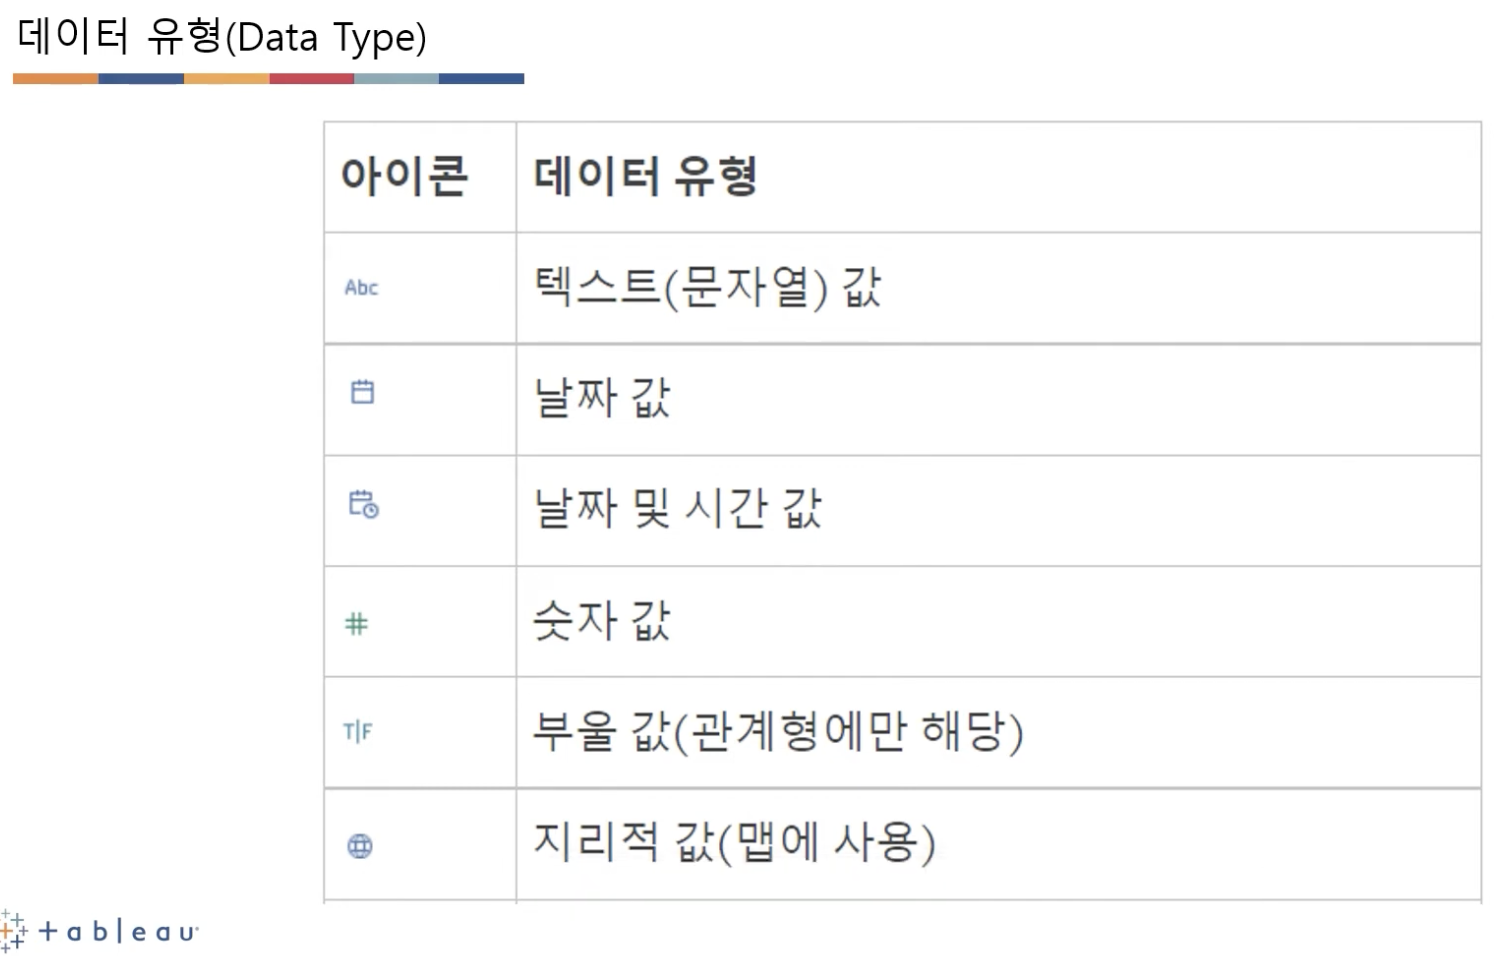 데이터 유형(Data Type)
아이콘 데이터 유형
Abc 텍스트(문자열) 값
날짜 값
날짜 및 시간 값
# 숫자 값
T|F 부울 값(관계형에만 해당)
지리적 값(맵에 사용)
+ableau